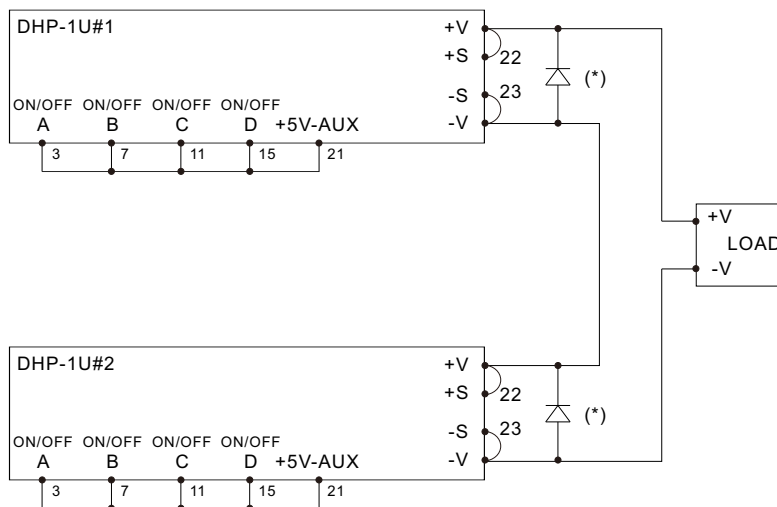 DHP-1U#1
+V
+S 22
(*)
-S 23
ON/OFF ON/OFF ON/OFF ON/OFF
A B C D +5V-AUX
-V
3 7 11 15 21
+V
LOAD
-V
DHP-1U#2
+V
+S 22
(*)
-S 23
ON/OFF ON/OFF ON/OFF ON/OFF
A B C D +5V-AUX
-V
3 7 11 15 21